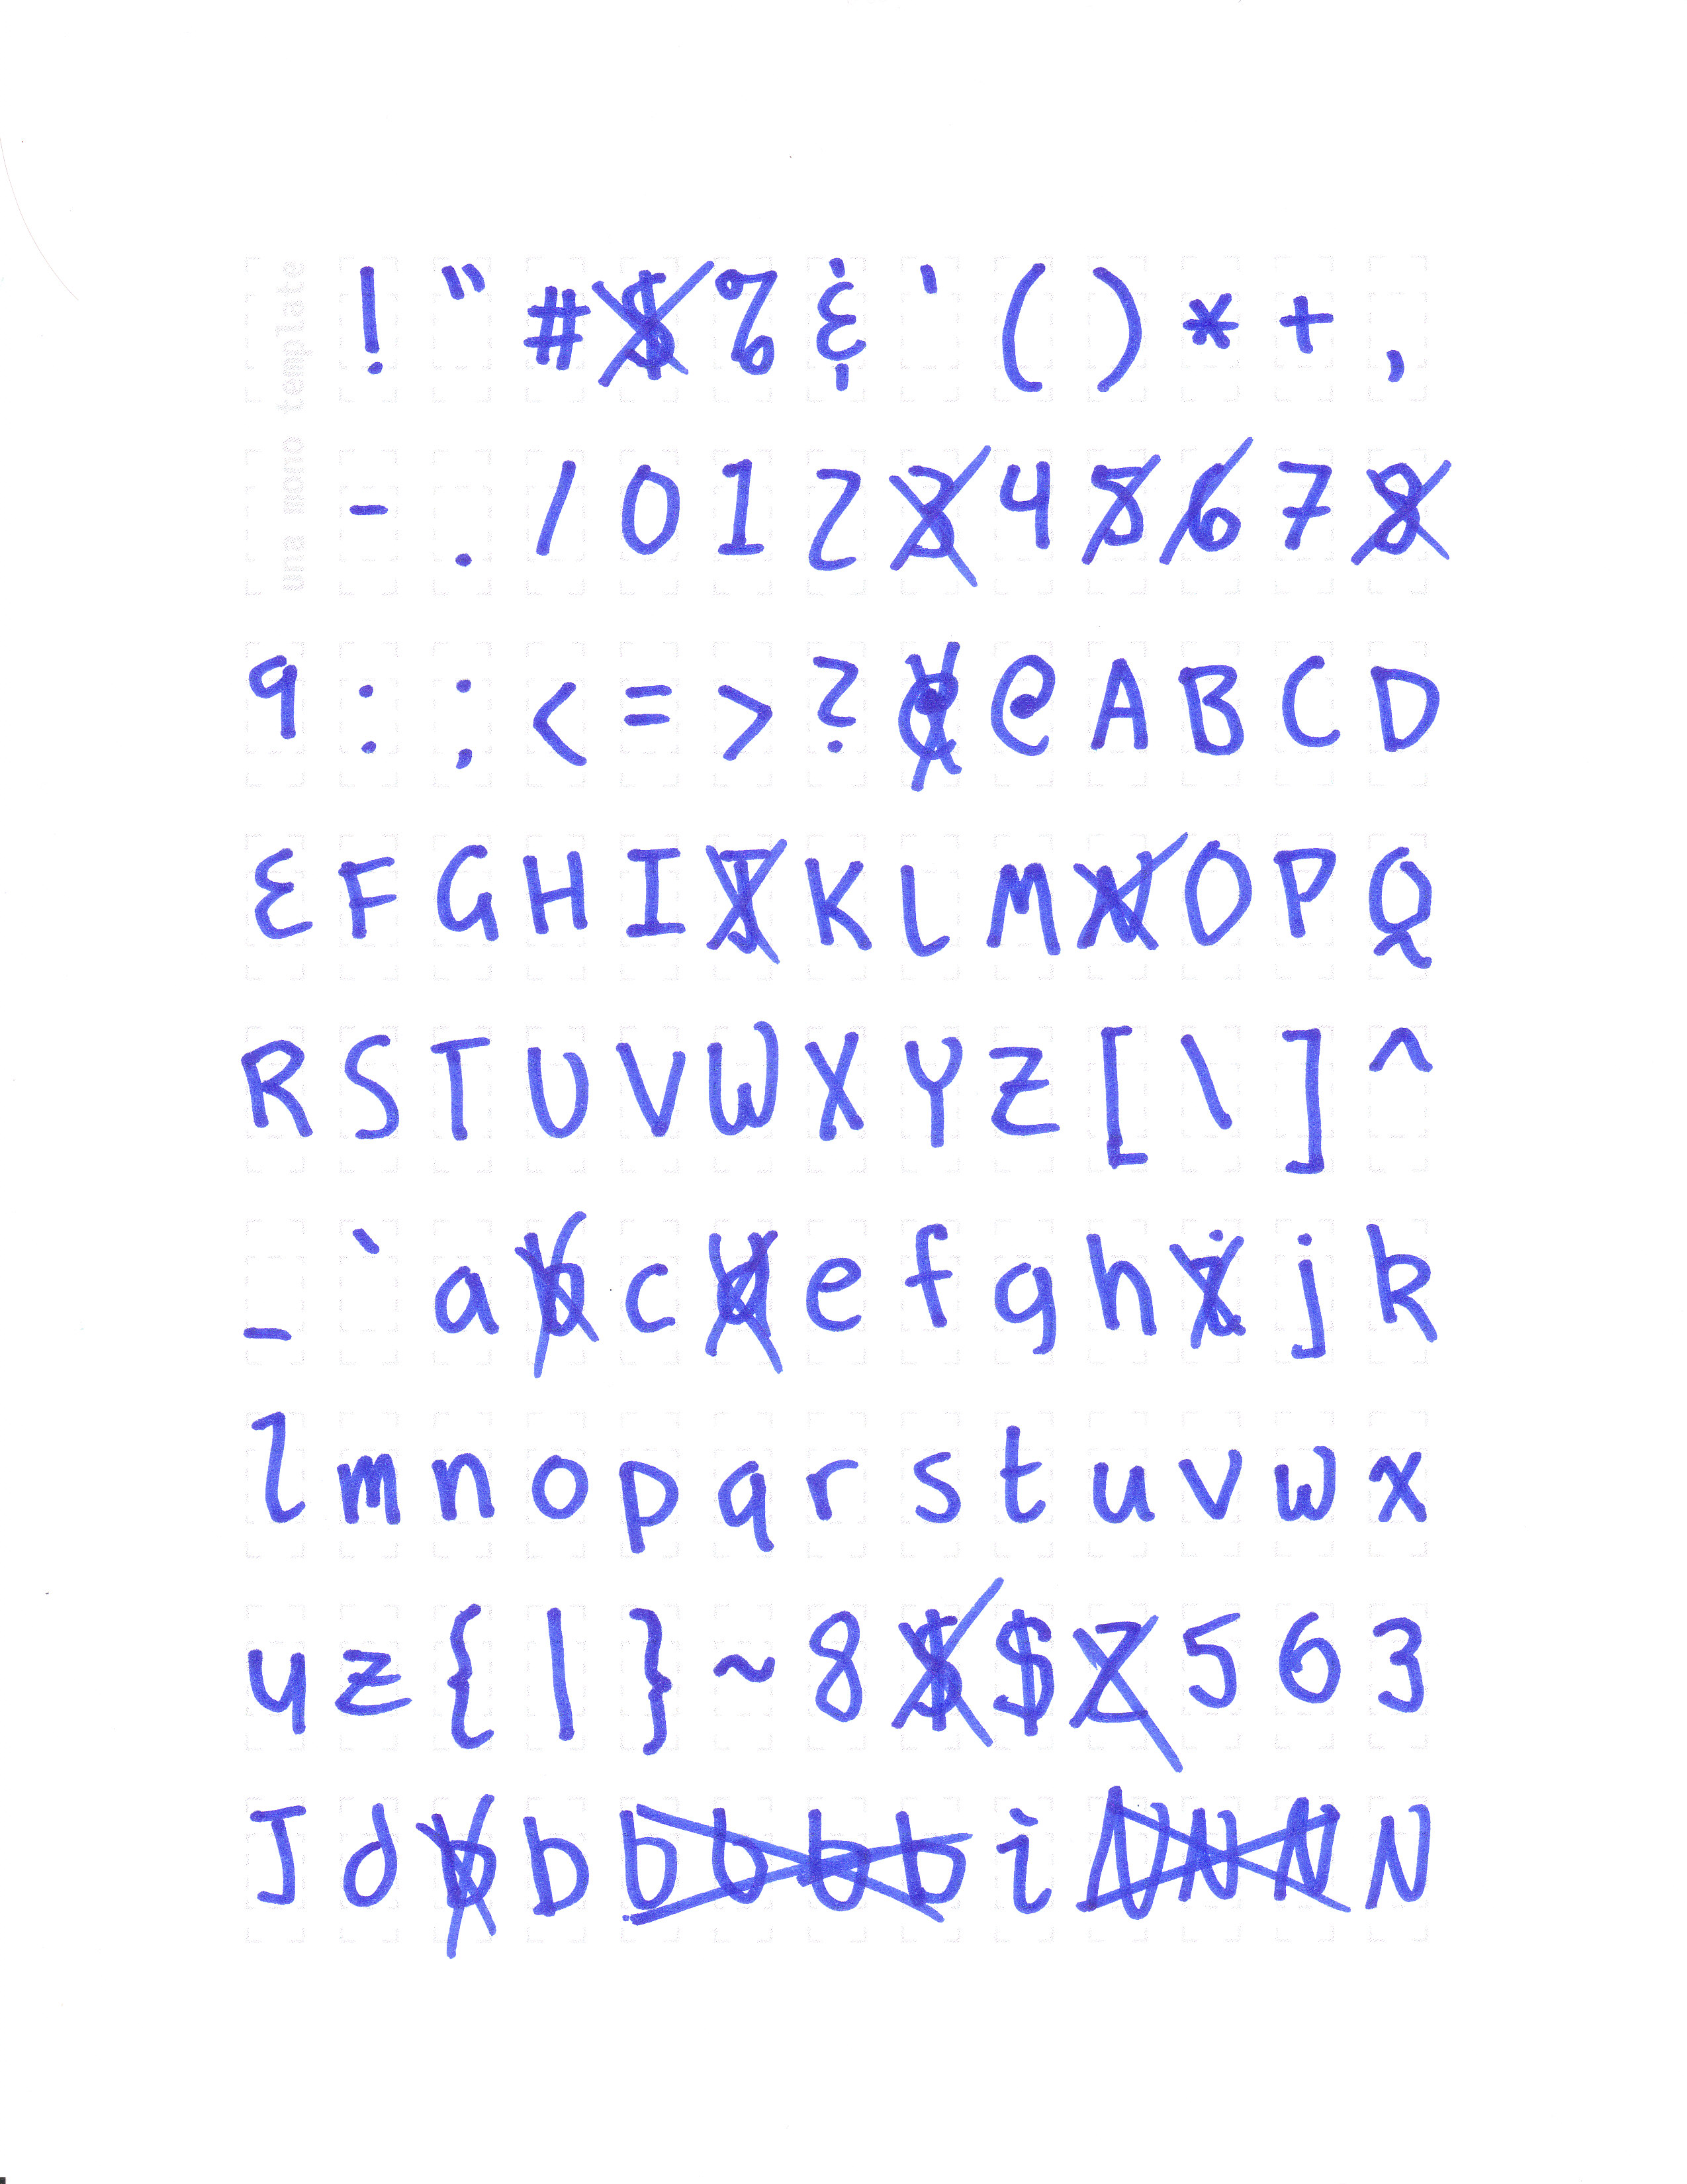 una mono template
! " # $ % & ' ( ) * + ,
- . / 0 1 2 3 4 5 6 7 8
9 : ; < = > ? @ @ A B C D
E F G H I J K L M N O P Q
R S T U V W X Y Z [ \ ] ^
_ ` a b c d e f g h i j k
l m n o p q r s t u v w x
y z { | } ~ 8 $ $ Z 5 6 3
J d b b b b b b i N N N N